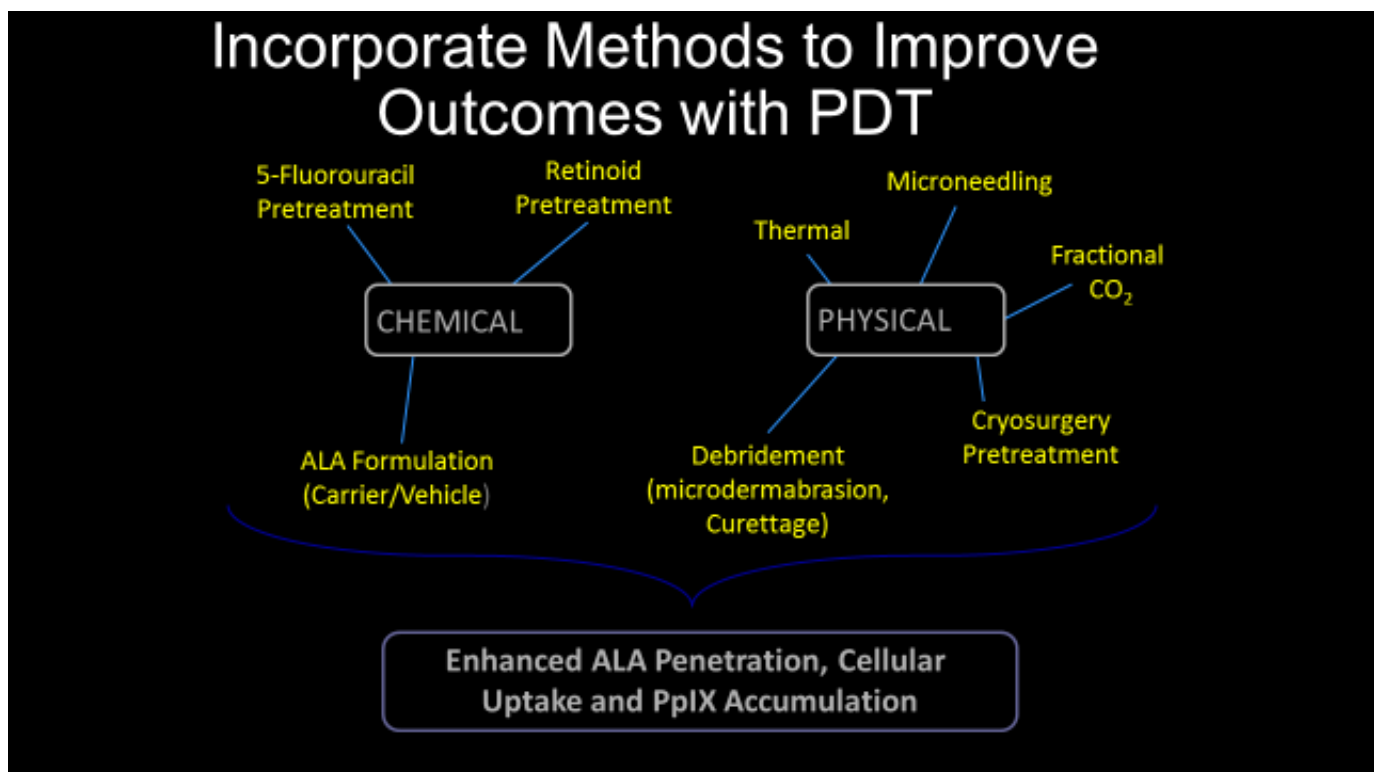 Incorporate Methods to Improve
Outcomes with PDT
5-Fluorouracil
Pretreatment
Retinoid
Pretreatment
CHEMICAL
ALA Formulation
(Carrier/Vehicle)
Microneedling
Thermal
Fractional
CO₂
PHYSICAL
Cryosurgery
Pretreatment
Debridement
(microdermabrasion,
Curettage)
Enhanced ALA Penetration, Cellular
Uptake and PpIX Accumulation